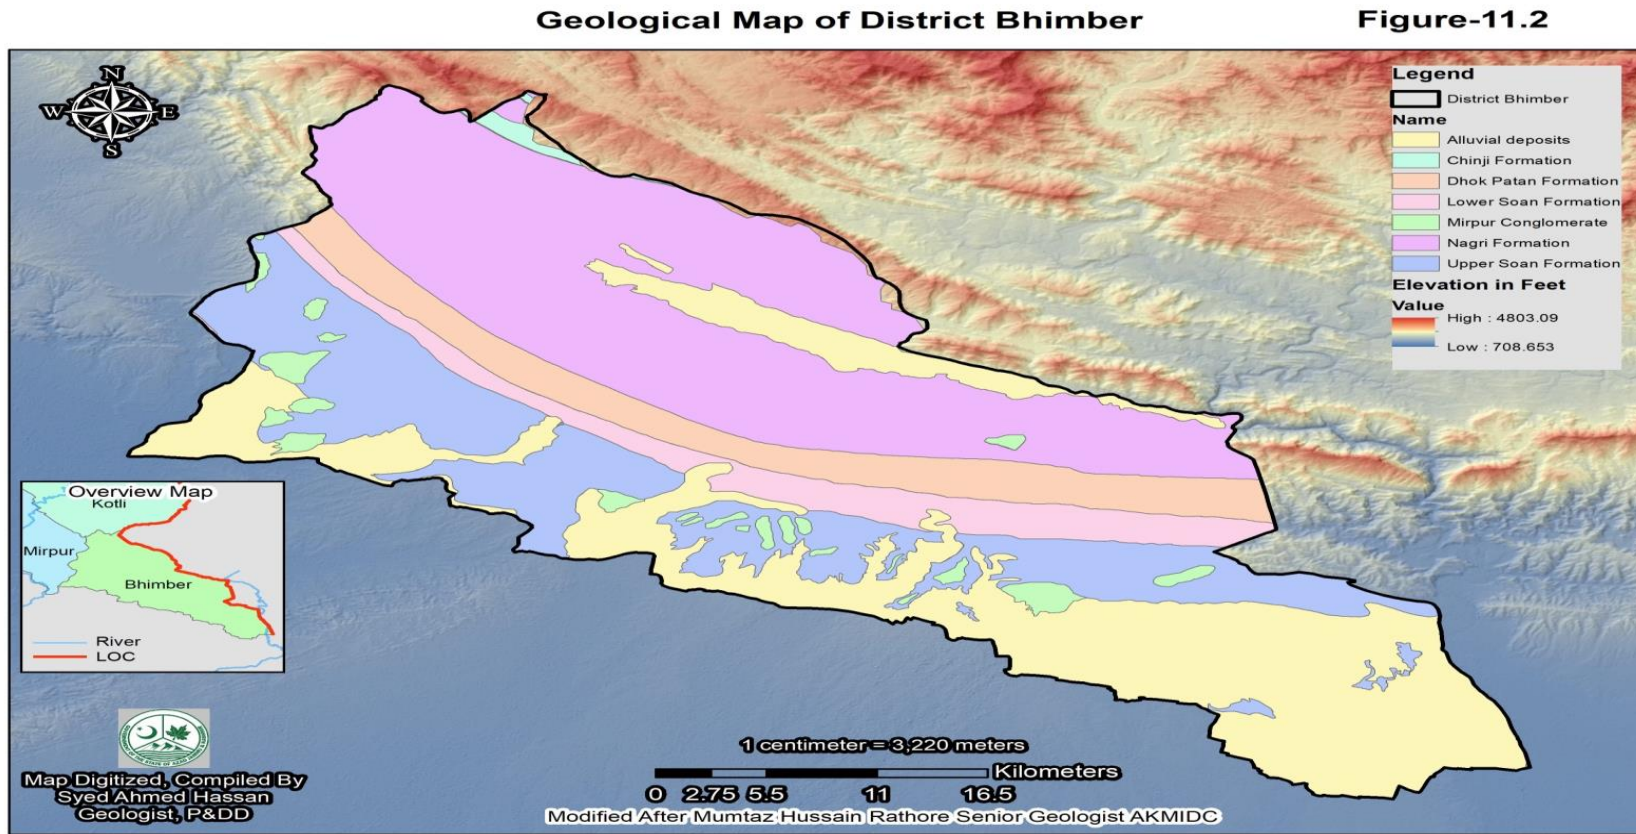 Geological Map of District Bhimber
Figure-11.2
N
W
E
S
Legend
District Bhimber
Name
Alluvial deposits
Chinji Formation
Dhok Patan Formation
Lower Soan Formation
Mirpur Conglomerate
Nagri Formation
Upper Soan Formation
Elevation in Feet
Value
High : 4803.09
Low : 708.653
Overview Map
Kotli
Mirpur
Bhimber
River
LOC
Map Digitized, Compiled By
Syed Ahmed Hassan
Geologist, P&DD
1 centimeter = 3,220 meters
Kilometers
0 2.75 5.5 11 16.5
Modified After Mumtaz Hussain Rathore Senior Geologist AKMIDC